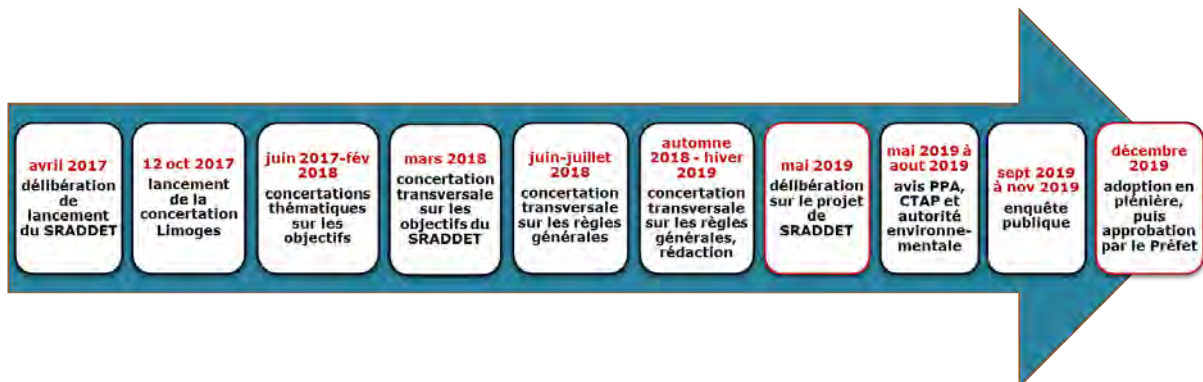 avril 2017
délibération
de
lancement
du SRADDET
12 oct 2017
lancement
de la
concertation
Limoges
juin 2017-fév
2018
concertations
thématiques
sur les
objectifs
mars 2018
concertation
transversale
sur les
objectifs du
SRADDET
juin-juillet
2018
concertation
transversale
sur les règles
générales
automne
2018 - hiver
2019
concertation
transversale
sur les règles
générales,
rédaction
mai 2019
délibération
sur le projet
de
SRADDET
mai 2019 à
aout 2019
avis PPA,
CTAP et
autorité
environne-
mentale
sept 2019
à nov 2019
enquête
publique
décembre
2019
adoption en
plénière,
puis
approbation
par le Préfet